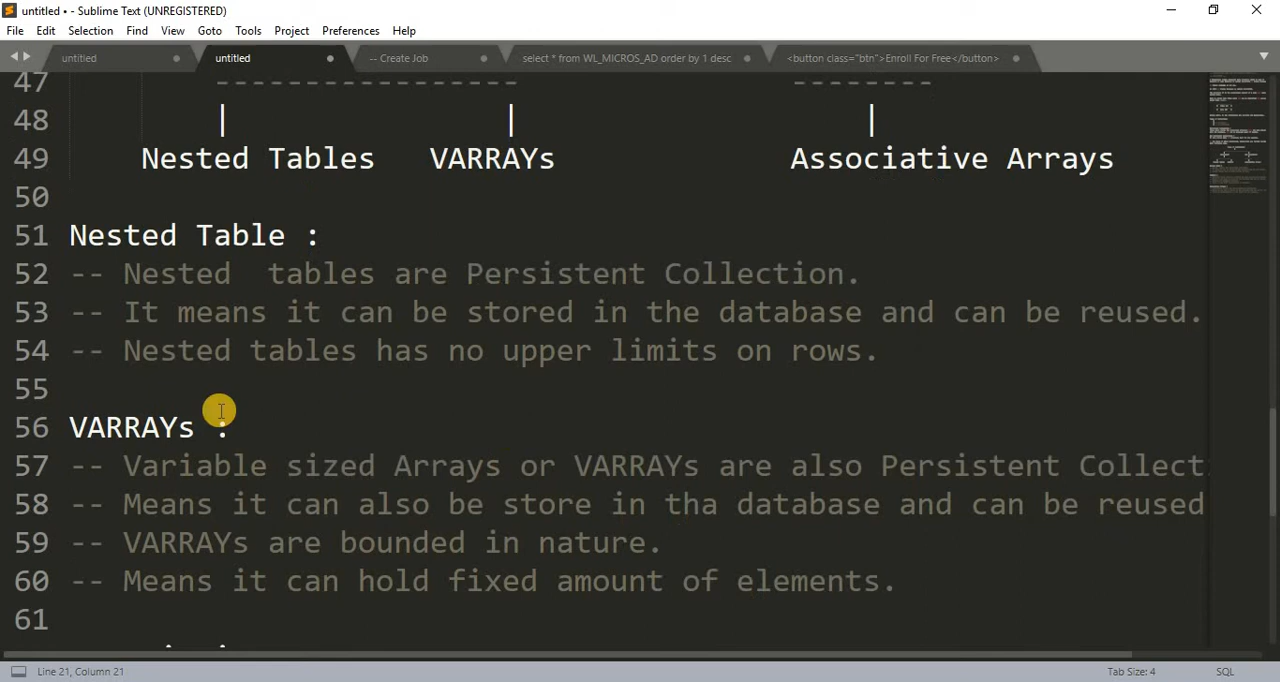 untitled • - Sublime Text (UNREGISTERED)
File Edit Selection Find View Goto Tools Project Preferences Help
untitled untitled -- Create Job select * from WL_MICROS_AD order by 1 desc <button class="btn">Enroll For Free</button>
47 ----------------- --------
48 | | |
49 Nested Tables VARRAYs Associative Arrays
50
51 Nested Table :
52 -- Nested  tables are Persistent Collection.
53 -- It means it can be stored in the database and can be reused.
54 -- Nested tables has no upper limits on rows.
55
56 VARRAYs :
57 -- Variable sized Arrays or VARRAYs are also Persistent Collect
58 -- Means it can also be store in tha database and can be reused
59 -- VARRAYs are bounded in nature.
60 -- Means it can hold fixed amount of elements.
61
Line 21, Column 21 Tab Size: 4 SQL